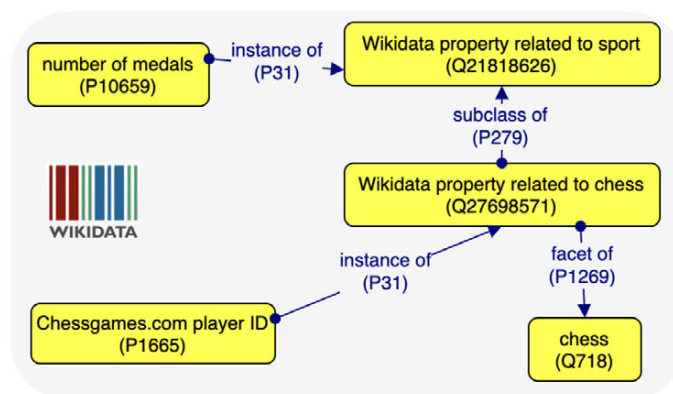 number of medals
(P10659)
instance of
(P31)
Wikidata property related to sport
(Q21818626)
subclass of
(P279)
Wikidata property related to chess
(Q27698571)
WIKIDATA
instance of
(P31)
facet of
(P1269)
Chessgames.com player ID
(P1665)
chess
(Q718)